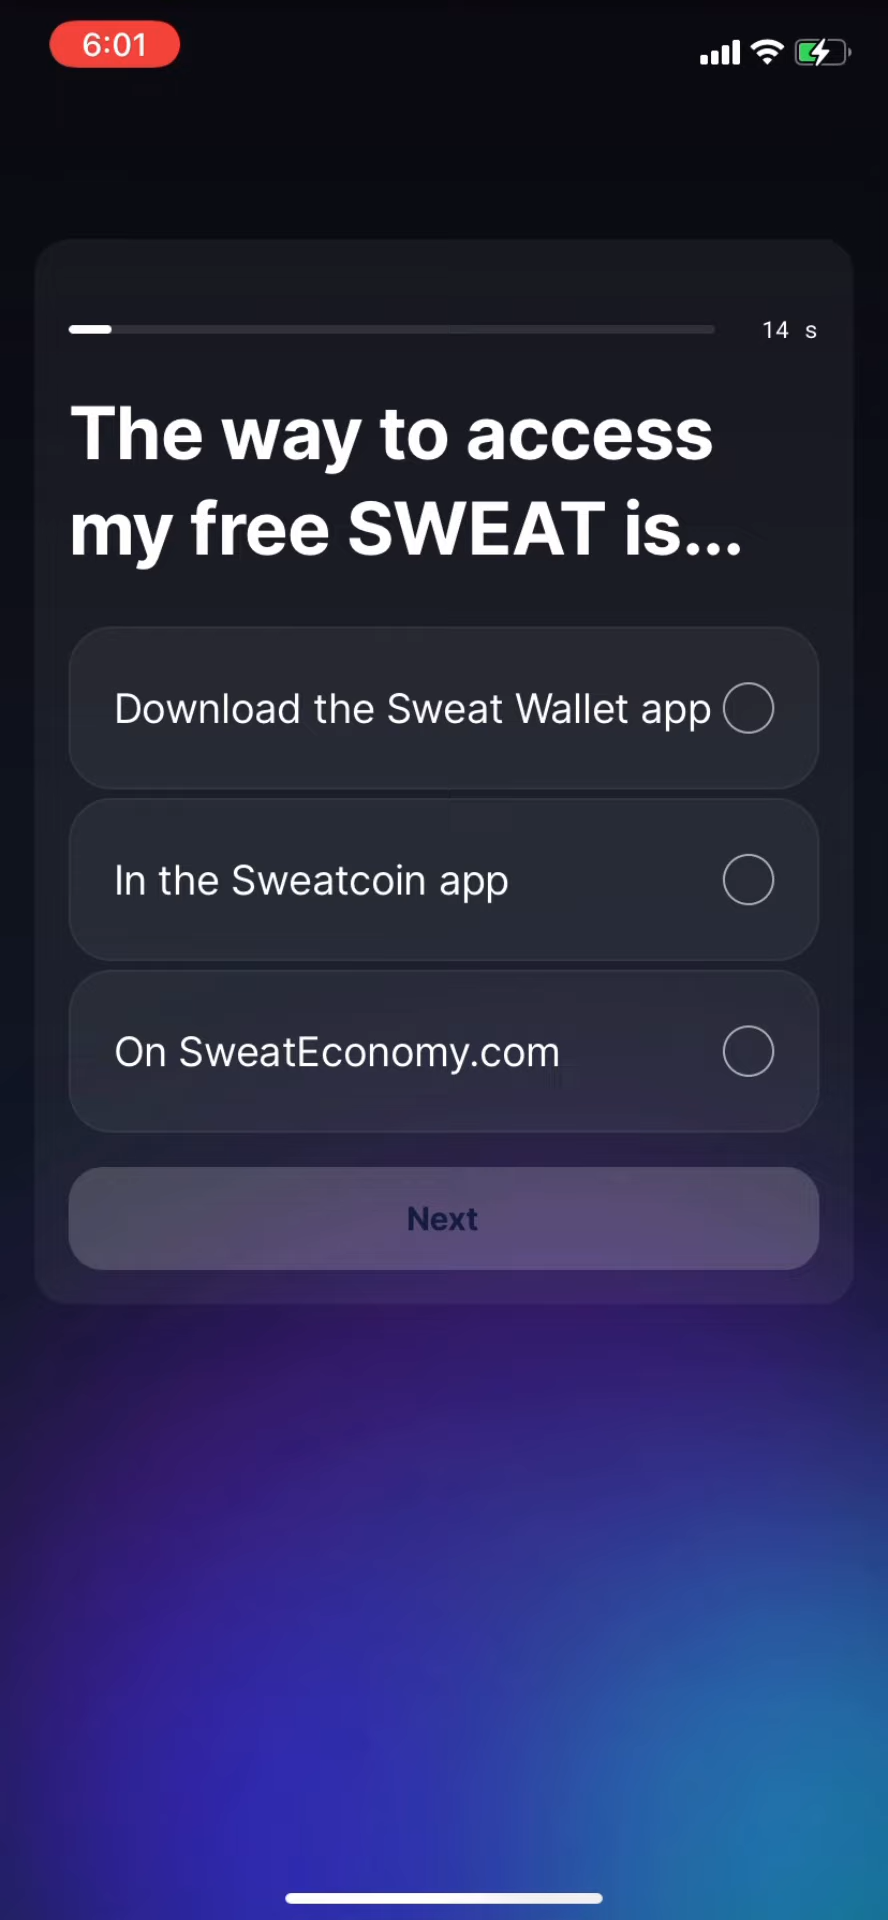 6:01
14 s
The way to access
my free SWEAT is...
Download the Sweat Wallet app
In the Sweatcoin app
On SweatEconomy.com
Next